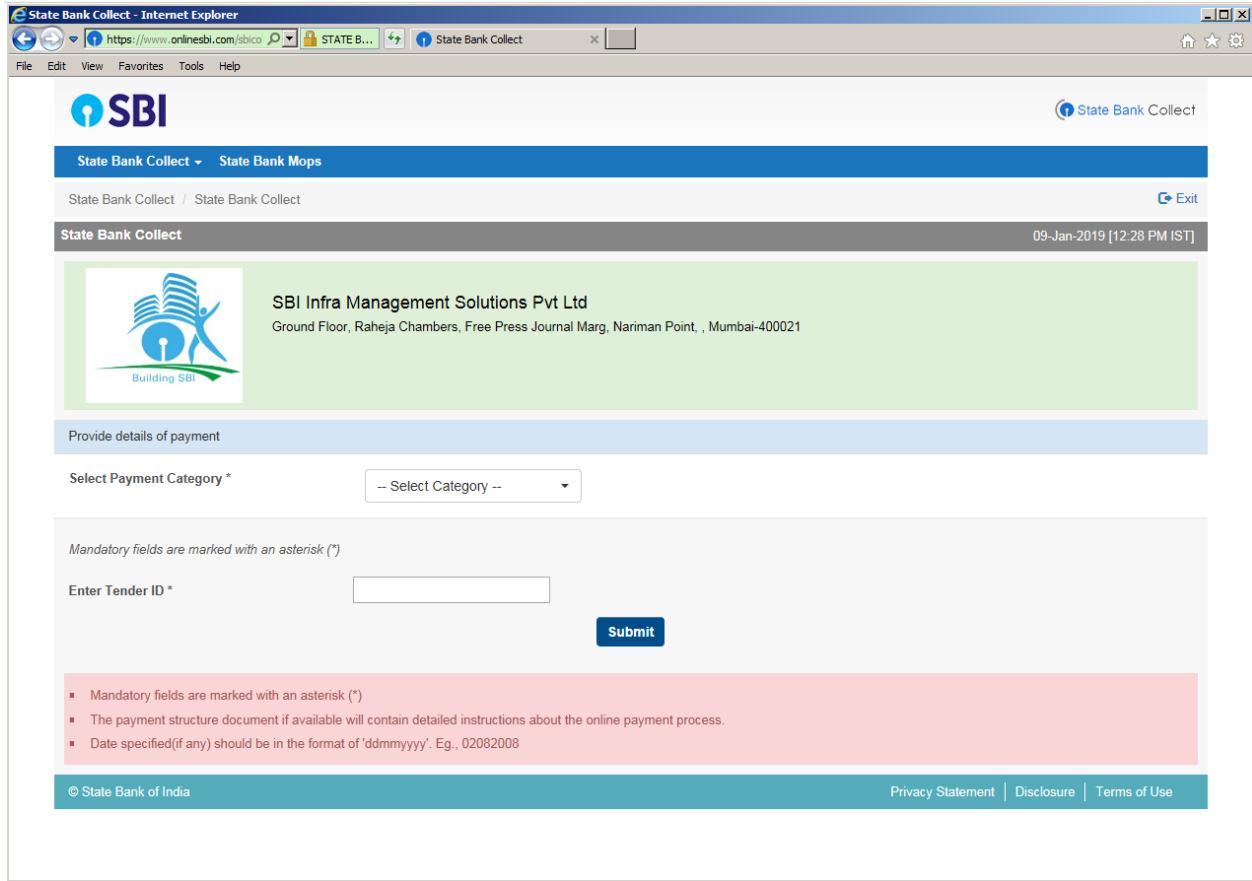 State Bank Collect - Internet Explorer
https://www.onlinesbi.com/sbico STATE B... State Bank Collect
File Edit View Favorites Tools Help
SBI State Bank Collect
State Bank Collect State Bank Mops
State Bank Collect / State Bank Collect Exit
State Bank Collect 09-Jan-2019 [12:28 PM IST]
SBI Infra Management Solutions Pvt Ltd
Ground Floor, Raheja Chambers, Free Press Journal Marg, Nariman Point, , Mumbai-400021
Building SBI
Provide details of payment
Select Payment Category * -- Select Category --
Mandatory fields are marked with an asterisk (*)
Enter Tender ID *
Submit
Mandatory fields are marked with an asterisk (*)
The payment structure document if available will contain detailed instructions about the online payment process.
Date specified(if any) should be in the format of 'ddmmyyyy'. Eg., 02082008
© State Bank of India Privacy Statement | Disclosure | Terms of Use